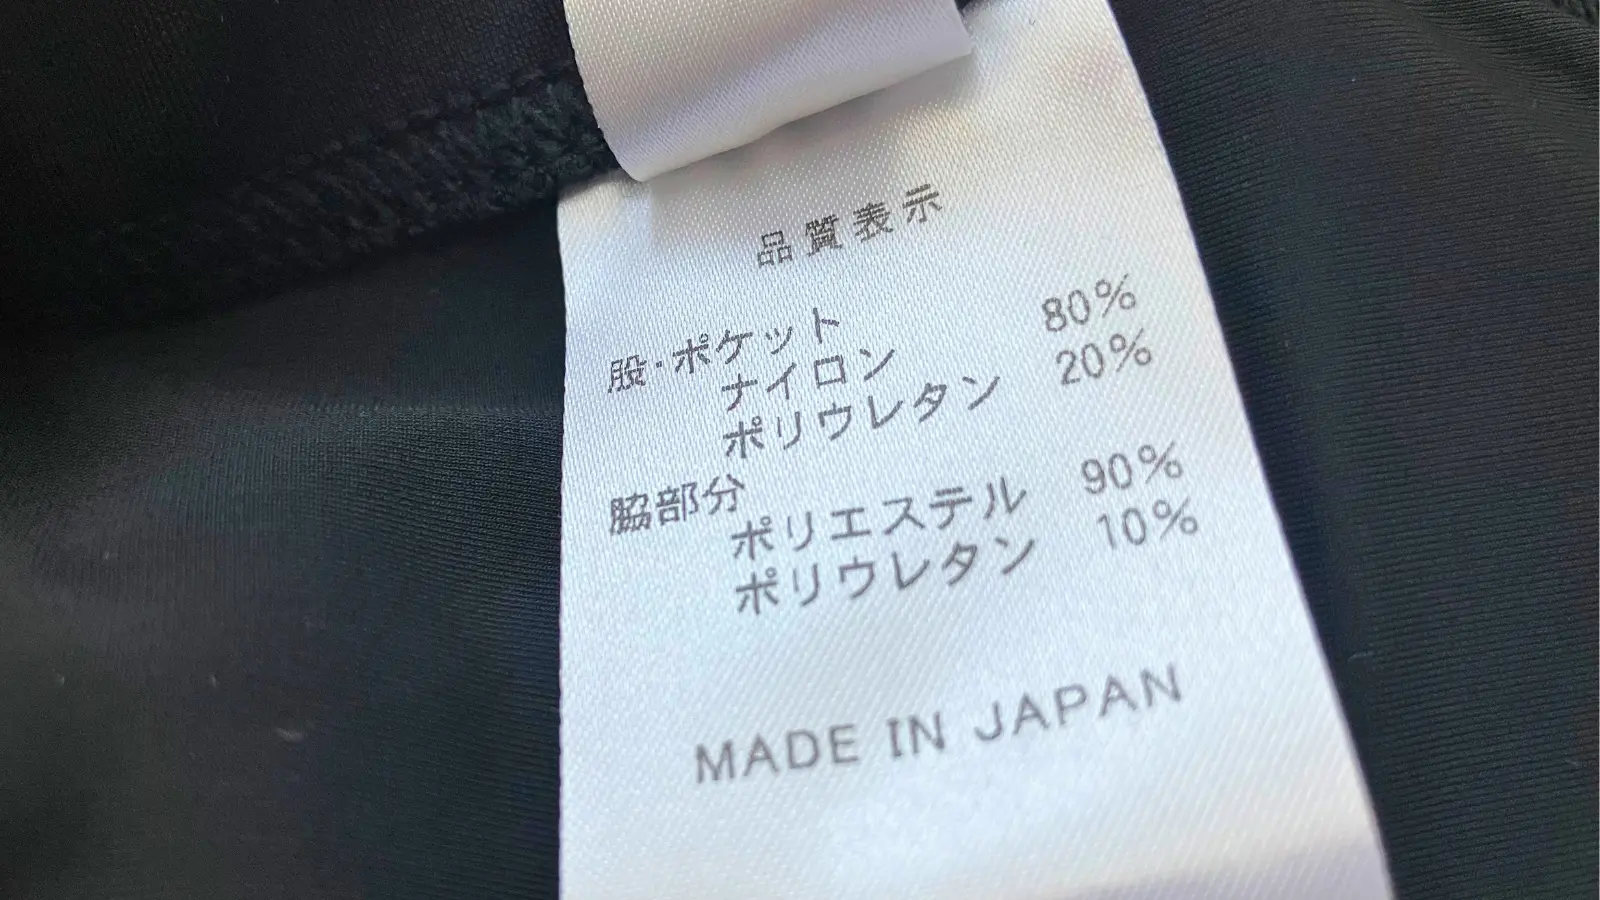 品質表示
股・ポケット
ナイロン 80%
ポリウレタン 20%
脇部分
ポリエステル 90%
ポリウレタン 10%
MADE IN JAPAN